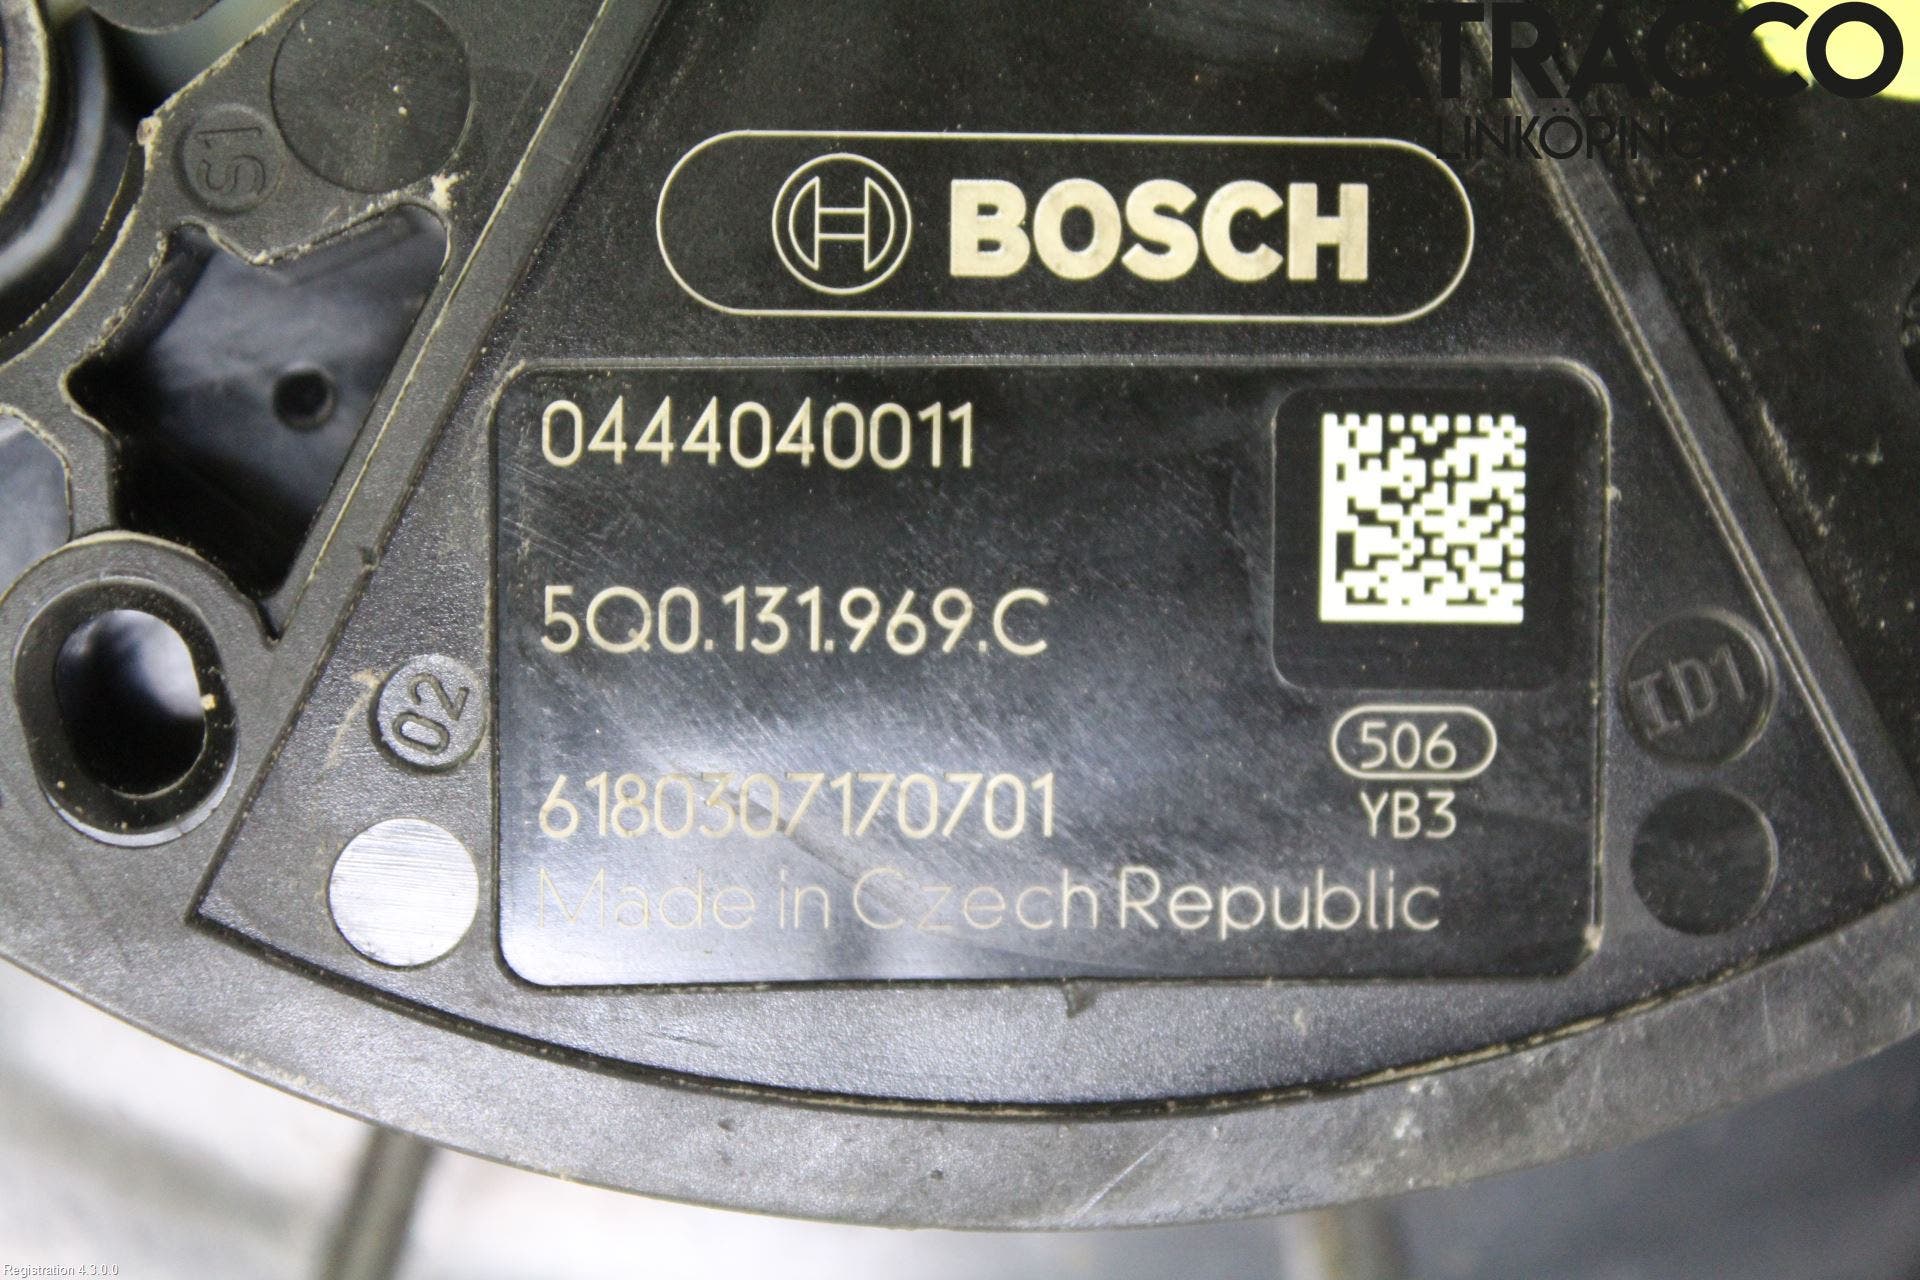 ATRACCO
LINKÖPING
S1
BOSCH
0444040011
5Q0.131.969.C
02
ID1
506
6180307170701
YB3
Made in Czech Republic
Registration 4.3.0.0